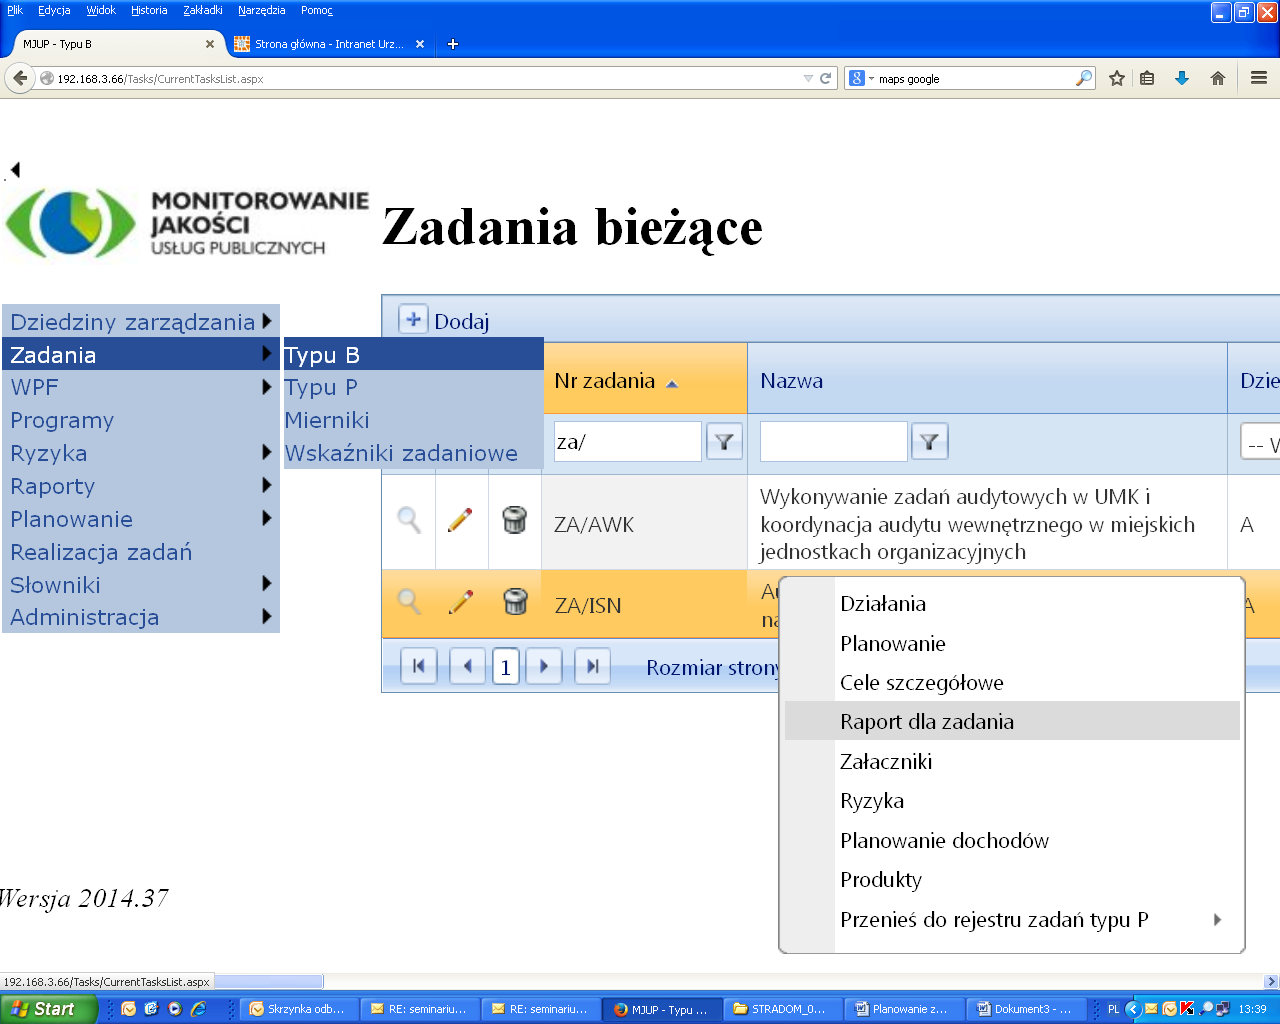 Plik Edycja Widok Historia Zakładki Narzędzia Pomoc
MJUP - Typu B
Strona główna - Intranet Urz...
192.168.3.66/Tasks/CurrentTasksList.aspx
maps google
MONITOROWANIE
JAKOŚCI
USŁUG PUBLICZNYCH
Zadania bieżące
Dziedziny zarządzania
Zadania
WPF
Programy
Ryzyka
Raporty
Planowanie
Realizacja zadań
Słowniki
Administracja
Typu B
Typu P
Mierniki
Wskaźniki zadaniowe
Dodaj
Nr zadania Nazwa Dzie
za/ -- W
ZA/AWK
Wykonywanie zadań audytowych w UMK i
koordynacja audytu wewnętrznego w miejskich
jednostkach organizacyjnych
A
ZA/ISN
A
1 Rozmiar strony
Działania
Planowanie
Cele szczegółowe
Raport dla zadania
Załaczniki
Ryzyka
Planowanie dochodów
Produkty
Przenieś do rejestru zadań typu P
Wersja 2014.37
192.168.3.66/Tasks/CurrentTasksList.aspx
Start
Skrzynka odb...
RE: seminariu...
RE: seminariu...
MJUP - Typu ...
STRADOM_0...
Planowanie z...
Dokument3 - ...
PL
13:39